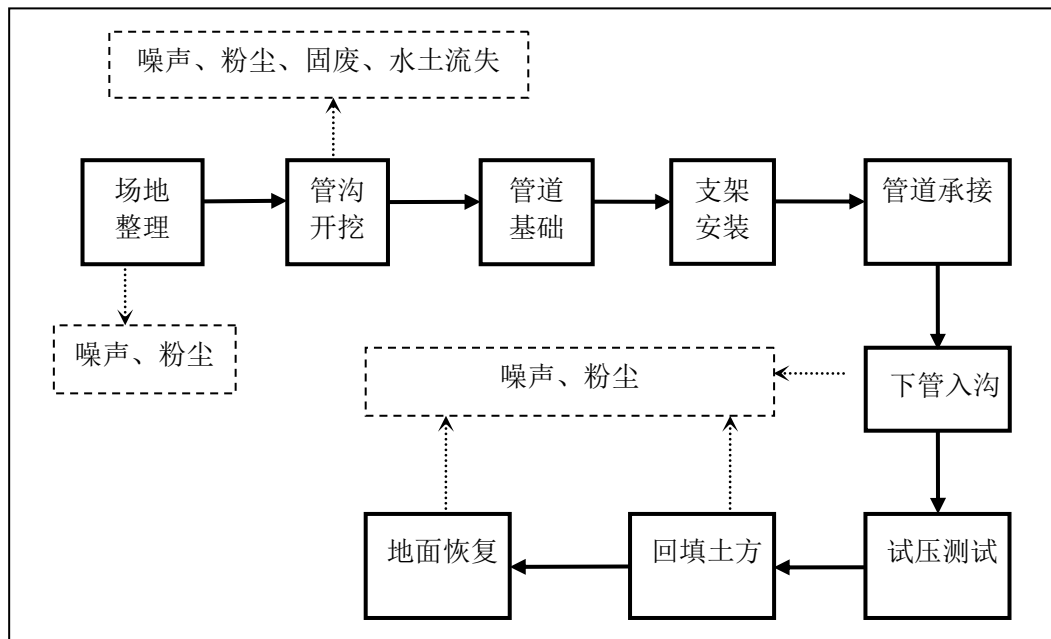 噪声、粉尘、固废、水土流失
场地
整理
管沟
开挖
管道
基础
支架
安装
管道承接
噪声、粉尘
噪声、粉尘
下管入沟
地面恢复
回填土方
试压测试